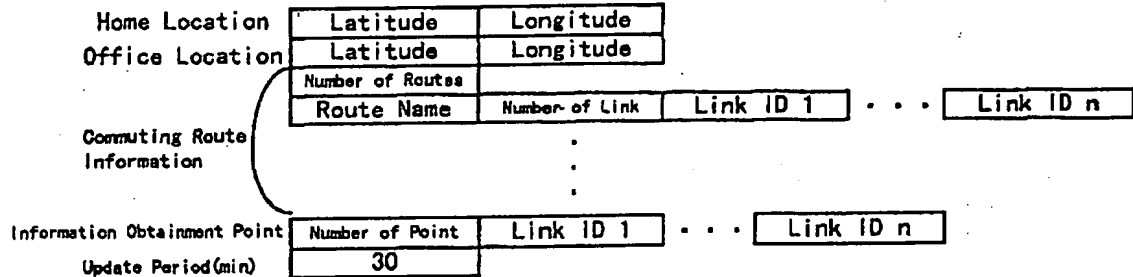 Home Location Latitude Longitude
Office Location Latitude Longitude
Number of Routes
Route Name Number of Link Link ID 1 · · · Link ID n
Commuting Route
Information
·
·
·
Information Obtainment Point Number of Point Link ID 1 · · · Link ID n
Update Period(min) 30